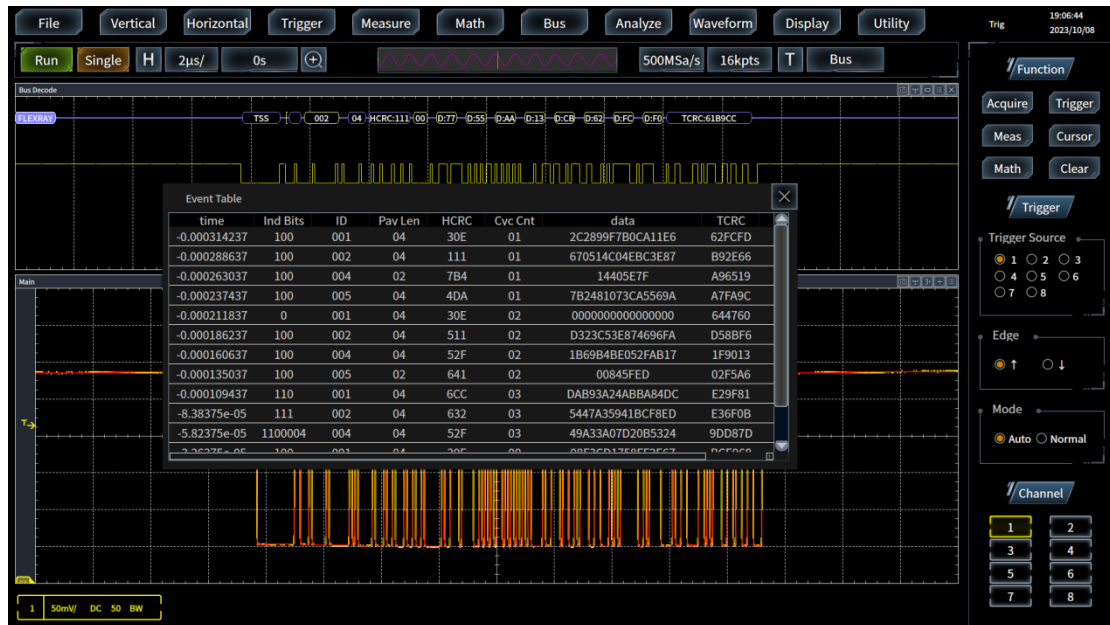 File Vertical Horizontal Trigger Measure Math Bus Analyze Waveform Display Utility Trig 19:06:44
2023/10/08
Run Single H 2μs/ 0s 500MSa/s 16kpts T Bus
Function
Bus Decode
Acquire Trigger
FLEXRAY TSS 002 04 HCRC:111 00 D:77 D:55 D:AA D:13 D:CB D:62 D:FC D:F0 TCRC:61B9CC
Meas Cursor
Math Clear
Event Table
Trigger
time Ind Bits ID Pay Len HCRC Cyc Cnt data TCRC
-0.000314237 100 001 04 30E 01 2C2899F7B0CA11E6 62FCFD
Trigger Source
-0.000288637 100 002 04 111 01 670514C04EBC3E87 B92E66
1 2 3
-0.000263037 100 004 02 7B4 01 14405E7F A96519
4 5 6
Main
-0.000237437 100 005 04 4DA 01 7B2481073CA5569A A7FA9C
7 8
-0.000211837 0 001 04 30E 02 0000000000000000 644760
-0.000186237 100 002 04 511 02 D323C53E874696FA D58BF6
Edge
-0.000160637 100 004 04 52F 02 1B69B4BE052FAB17 1F9013
↑ ↓
-0.000135037 100 005 02 641 02 00845FED 02F5A6
-0.000109437 110 001 04 6CC 03 DAB93A24ABBA84DC E29F81
Mode
-8.38375e-05 111 002 04 632 03 5447A35941BCF8ED E36F0B
T
-5.82375e-05 1100004 004 04 52F 03 49A33A07D20B5324 9DD87D
Auto Normal
Channel
1 2
3 4
5 6
7 8
1 50mV/ DC 50 BW